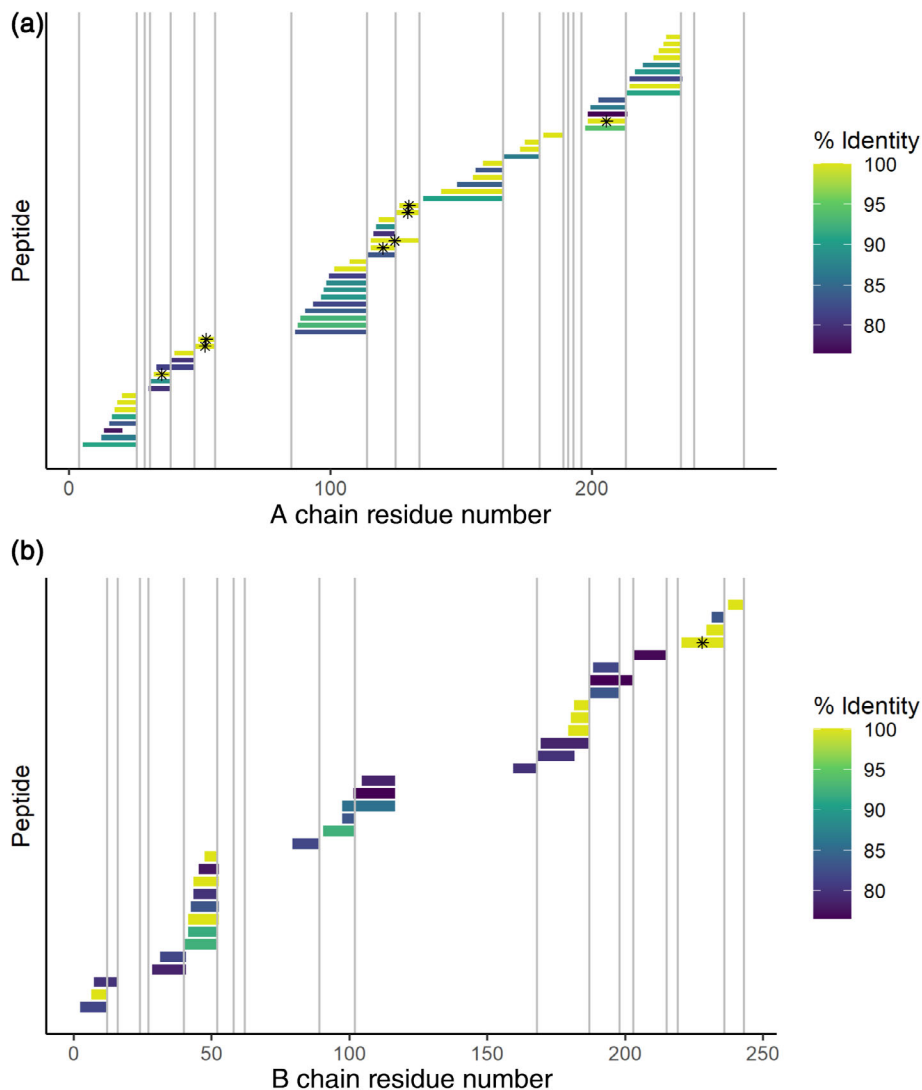 (a)
Peptide
0
100
200
A chain residue number
% Identity
100
95
90
85
80
(b)
Peptide
0
50
100
150
200
250
B chain residue number
% Identity
100
95
90
85
80